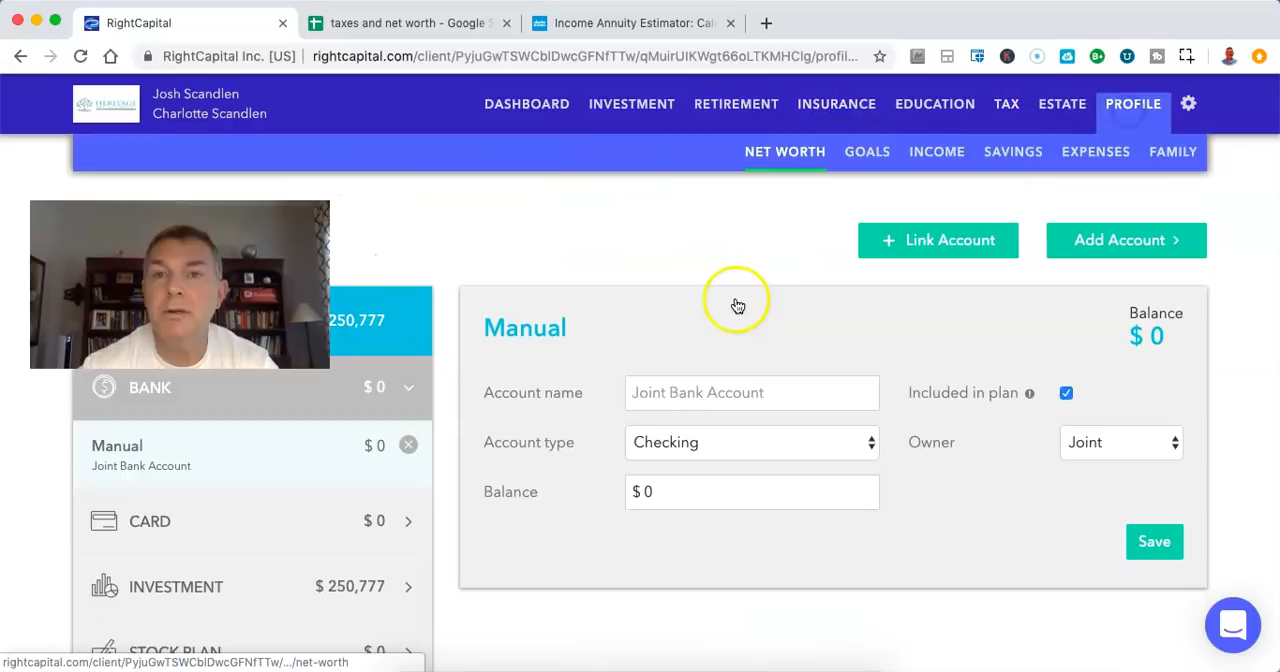 RightCapital
taxes and net worth - Google S
Income Annuity Estimator: Calc
RightCapital Inc. [US]
rightcapital.com/client/PyjuGwTSWCblDwcGFNfTTw/qMuirUIKWgt66oLTKMHClg/profil...
HERITAGE
Josh Scandlen
Charlotte Scandlen
DASHBOARD INVESTMENT RETIREMENT INSURANCE EDUCATION TAX ESTATE PROFILE
NET WORTH GOALS INCOME SAVINGS EXPENSES FAMILY
+ Link Account
Add Account >
250,777
BANK $ 0
Manual $ 0
Joint Bank Account
CARD $ 0
INVESTMENT $ 250,777
STOCK PLAN $ 0
Manual
Balance
$ 0
Account name Joint Bank Account Included in plan
Account type Checking Owner Joint
Balance $ 0
Save
rightcapital.com/client/PyjuGwTSWCblDwcGFNfTTw/.../net-worth